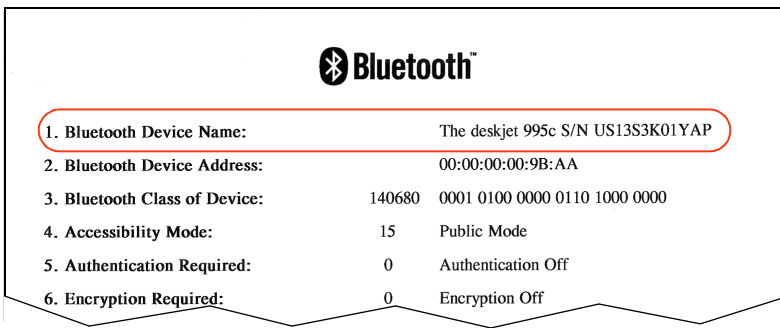 Bluetooth™
1. Bluetooth Device Name: The deskjet 995c S/N US13S3K01YAP
2. Bluetooth Device Address: 00:00:00:00:9B:AA
3. Bluetooth Class of Device: 140680 0001 0100 0000 0110 1000 0000
4. Accessibility Mode: 15 Public Mode
5. Authentication Required: 0 Authentication Off
6. Encryption Required: 0 Encryption Off